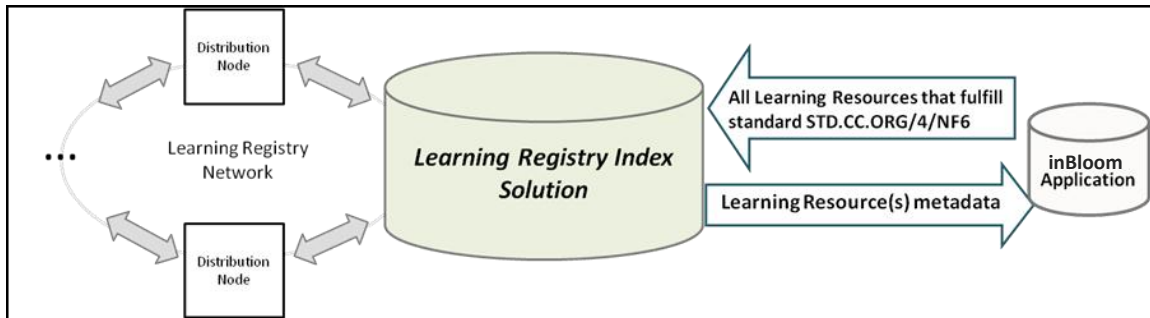 Distribution
Node
Learning Registry
Network
...
Distribution
Node
Learning Registry Index
Solution
All Learning Resources that fulfill
standard STD.CC.ORG/4/NF6
Learning Resource(s) metadata
inBloom
Application